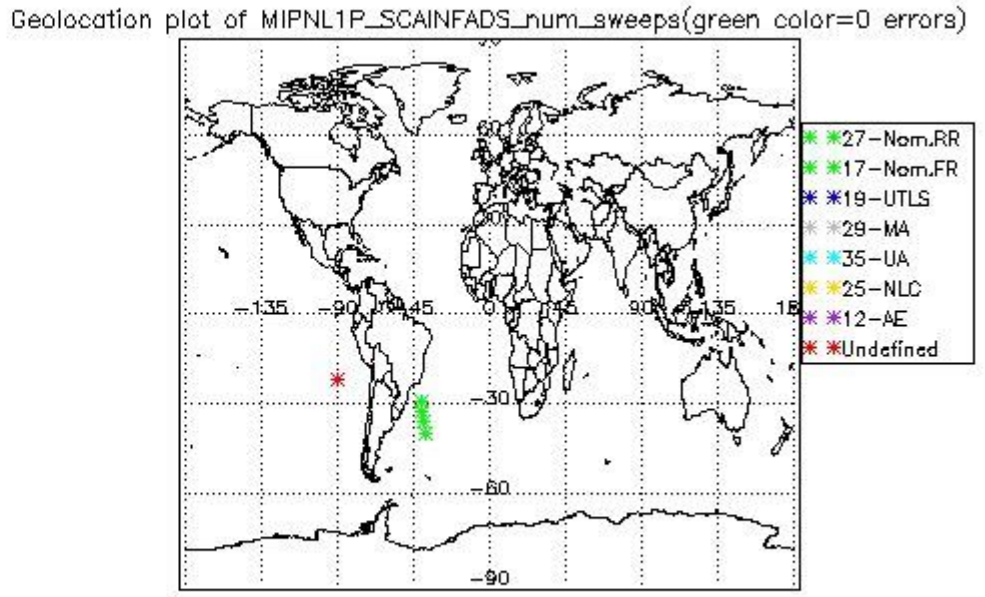 Geolocation plot of MIPNL1P_SCAINFADS_num_sweeps(green color=0 errors)
27-Nom.RR
17-Nom.FR
19-UTLS
29-MA
35-UA
25-NLC
12-AE
Undefined
60
-135 -90 -45 0 45 90 135
-30
-60
-90